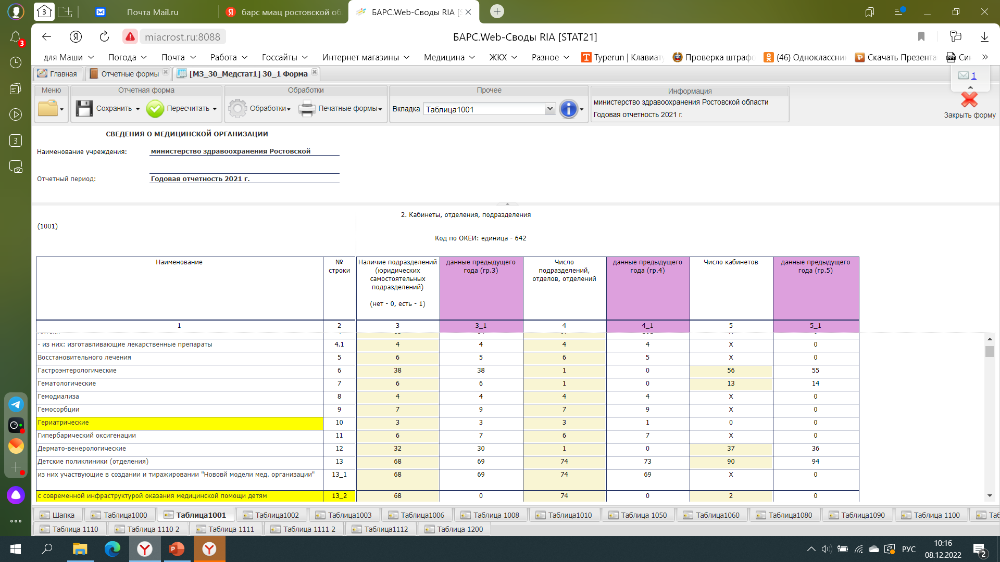 Почта Mail.ru
барс миац ростовской об
БАРС.Web-Своды RIA [S
miacrost.ru:8088
БАРС.Web-Своды RIA [STAT21]
для Маши
Погода
Почта
Работа
Госсайты
Интернет магазины
Медицина
ЖКХ
Разное
Typerun | Клавиату
Проверка штраф
(46) Одноклассни
Скачать Презента
Син
Главная
Отчетные формы
[МЗ_30_Медстат1] 30_1 Форма
1
Меню
Отчетная форма
Обработки
Прочее
Информация
Сохранить
Пересчитать
Обработки
Печатные формы
Вкладка
Таблица1001
министерство здравоохранения Ростовской области
Годовая отчетность 2021 г.
Закрыть форму
СВЕДЕНИЯ О МЕДИЦИНСКОЙ ОРГАНИЗАЦИИ
Наименование учреждения:
министерство здравоохранения Ростовской
Отчетный период:
Годовая отчетность 2021 г.
2. Кабинеты, отделения, подразделения
(1001)
Код по ОКЕИ: единица - 642
Наименование
№ строки
Наличие подразделений (юридических самостоятельных подразделений) (нет - 0, есть - 1)
данные предыдущего года (гр.3)
Число подразделений, отделов, отделений
данные предыдущего года (гр.4)
Число кабинетов
данные предыдущего года (гр.5)
1 2 3 3_1 4 4_1 5 5_1
- из них: изготавливающие лекарственные препараты 4.1 4 4 4 4 X 0
Восстановительного лечения 5 6 5 6 5 X 0
Гастроэнтерологические 6 38 38 1 0 56 55
Гематологические 7 6 6 1 0 13 14
Гемодиализа 8 4 4 4 4 X 0
Гемосорбции 9 7 9 7 9 X 0
Гериатрические 10 3 3 3 1 0 0
Гипербарический оксигенации 11 6 7 6 7 X 0
Дермато-венерологические 12 32 30 1 0 37 36
Детские поликлиники (отделения) 13 68 69 74 73 90 94
из них участвующие в создании и тиражировании "Нововй модели мед. организации" 13_1 68 69 74 69 X 0
с современной инфраструктурой оказания медицинской помощи детям 13_2 68 0 74 0 2 0
Шапка
Таблица1000
Таблица1001
Таблица1002
Таблица1003
Таблица1006
Таблица 1008
Таблица1010
Таблица 1050
Таблица1060
Таблица1080
Таблица1090
Таблица 1100
Таб
Таблица 1110
Таблица 1110 2
Таблица 1111
Таблица 1111 2
Таблица1112
Таблица 1200
РУС
10:16
08.12.2022
2
3
3
3